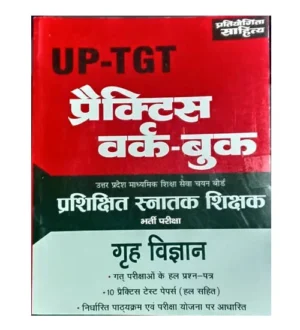 प्रतियोगिता
साहित्य
UP-TGT
प्रैक्टिस
वर्क-बुक
उत्तर प्रदेश माध्यमिक शिक्षा सेवा चयन बोर्ड
प्रशिक्षित स्नातक शिक्षक
भर्ती परीक्षा
गृह विज्ञान
• गत् परीक्षाओं के हल प्रश्न-पत्र
• 10 प्रैक्टिस टेस्ट पेपर्स (हल सहित)
• निर्धारित पाठ्यक्रम एवं परीक्षा योजना पर आधारित